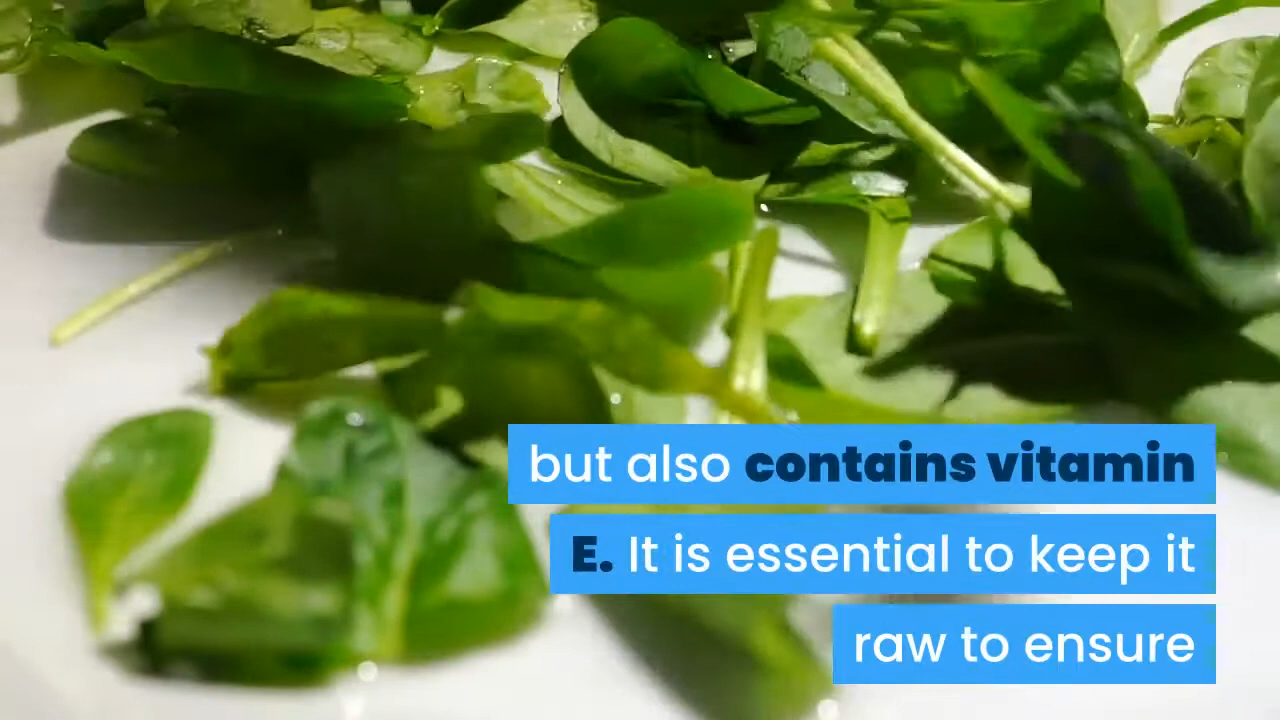 but also contains vitamin
E. It is essential to keep it
raw to ensure